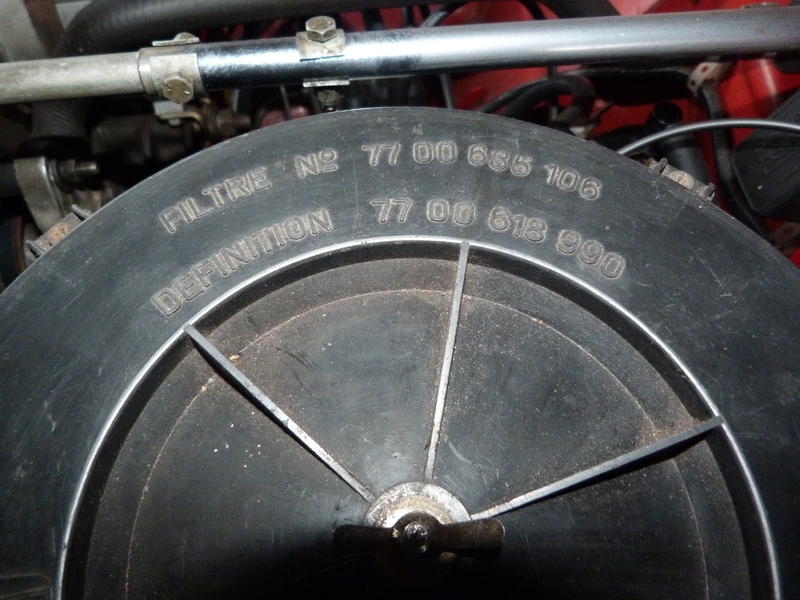 FILTRE Nº 77 00 685 106
DEFINITION 77 00 618 990